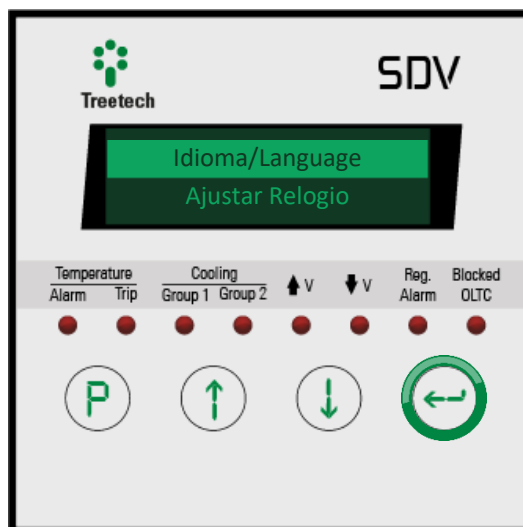 SDV
Treetech
Idioma/Language
Ajustar Relogio
Temperature Cooling V V Reg. Blocked
Alarm Trip Group 1 Group 2 Alarm OLTC
P